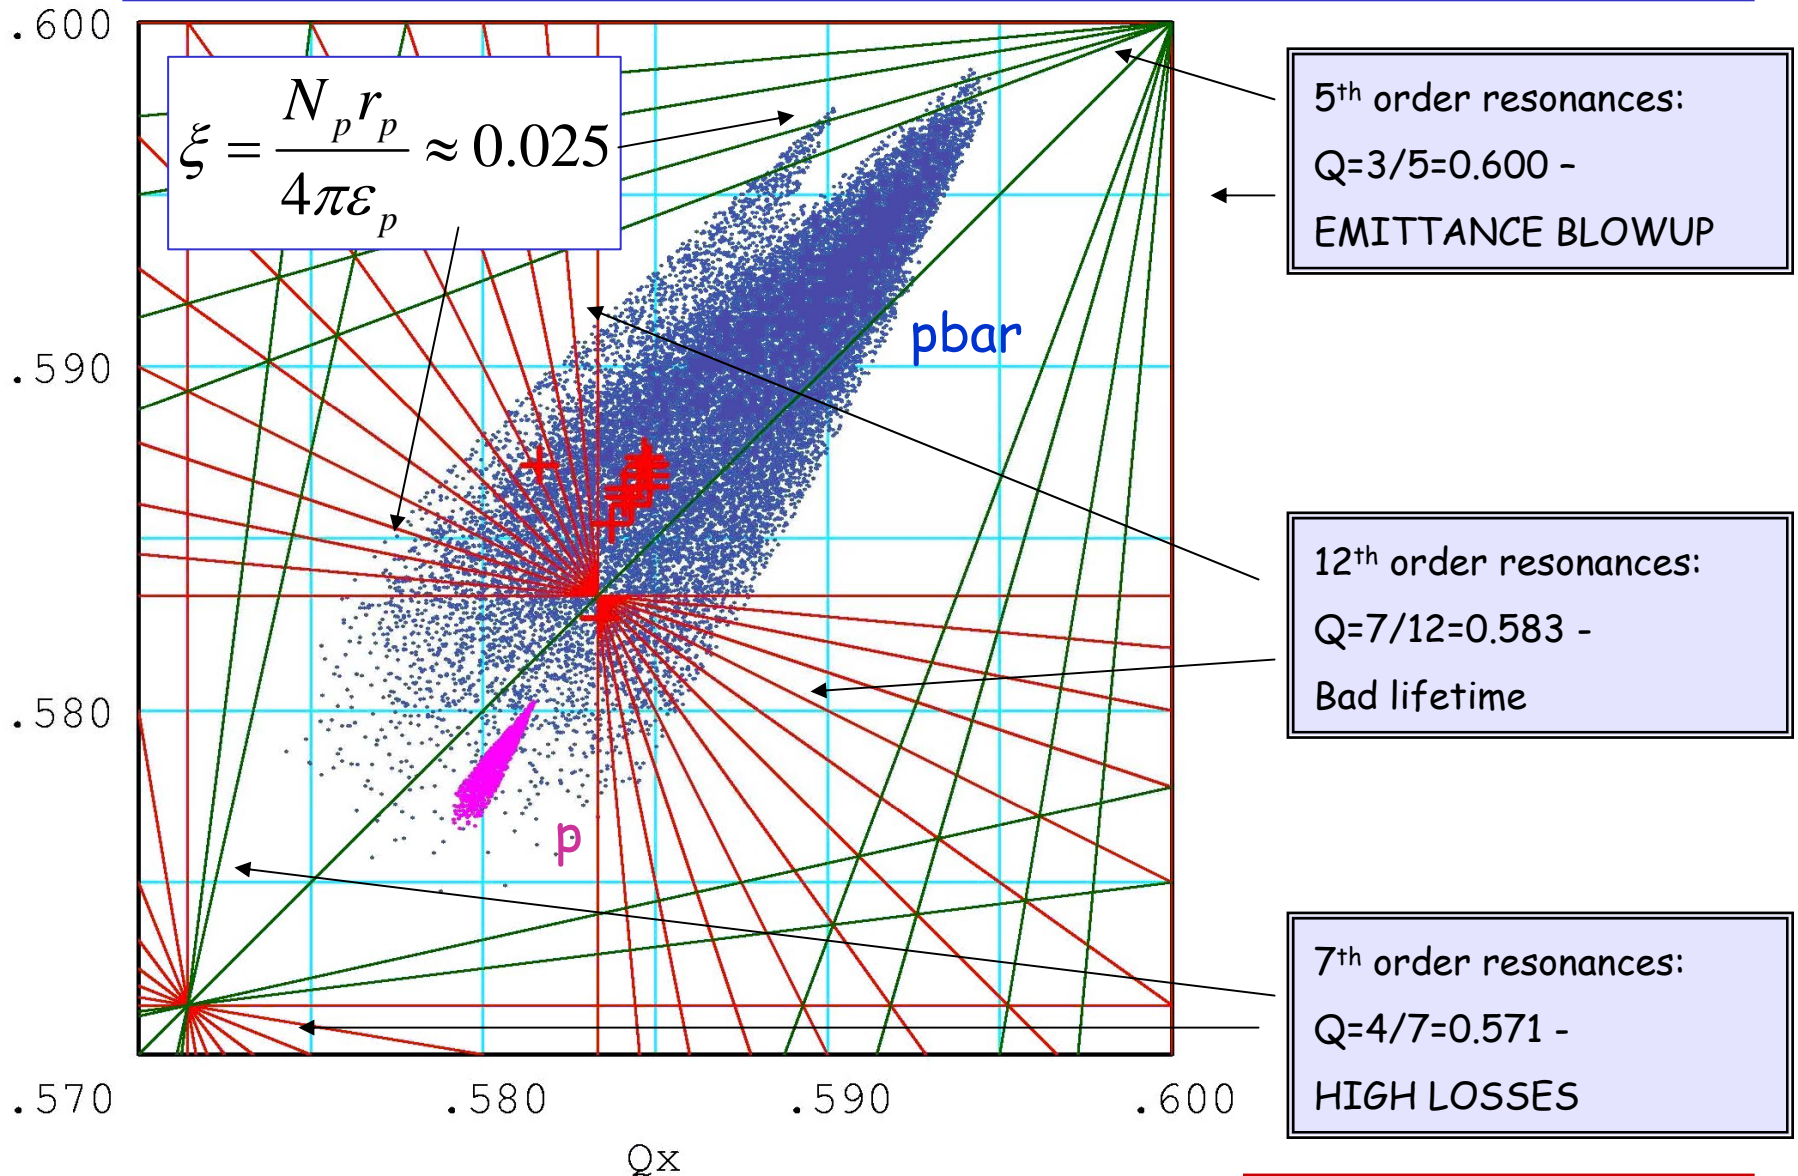 .600
.590
.580
.570
.580
.590
.600
Qx
ξ = N_p r_p / 4πε_p ≈ 0.025
pbar
p
5th order resonances:
Q=3/5=0.600 –
EMITTANCE BLOWUP
12th order resonances:
Q=7/12=0.583 -
Bad lifetime
7th order resonances:
Q=4/7=0.571 -
HIGH LOSSES